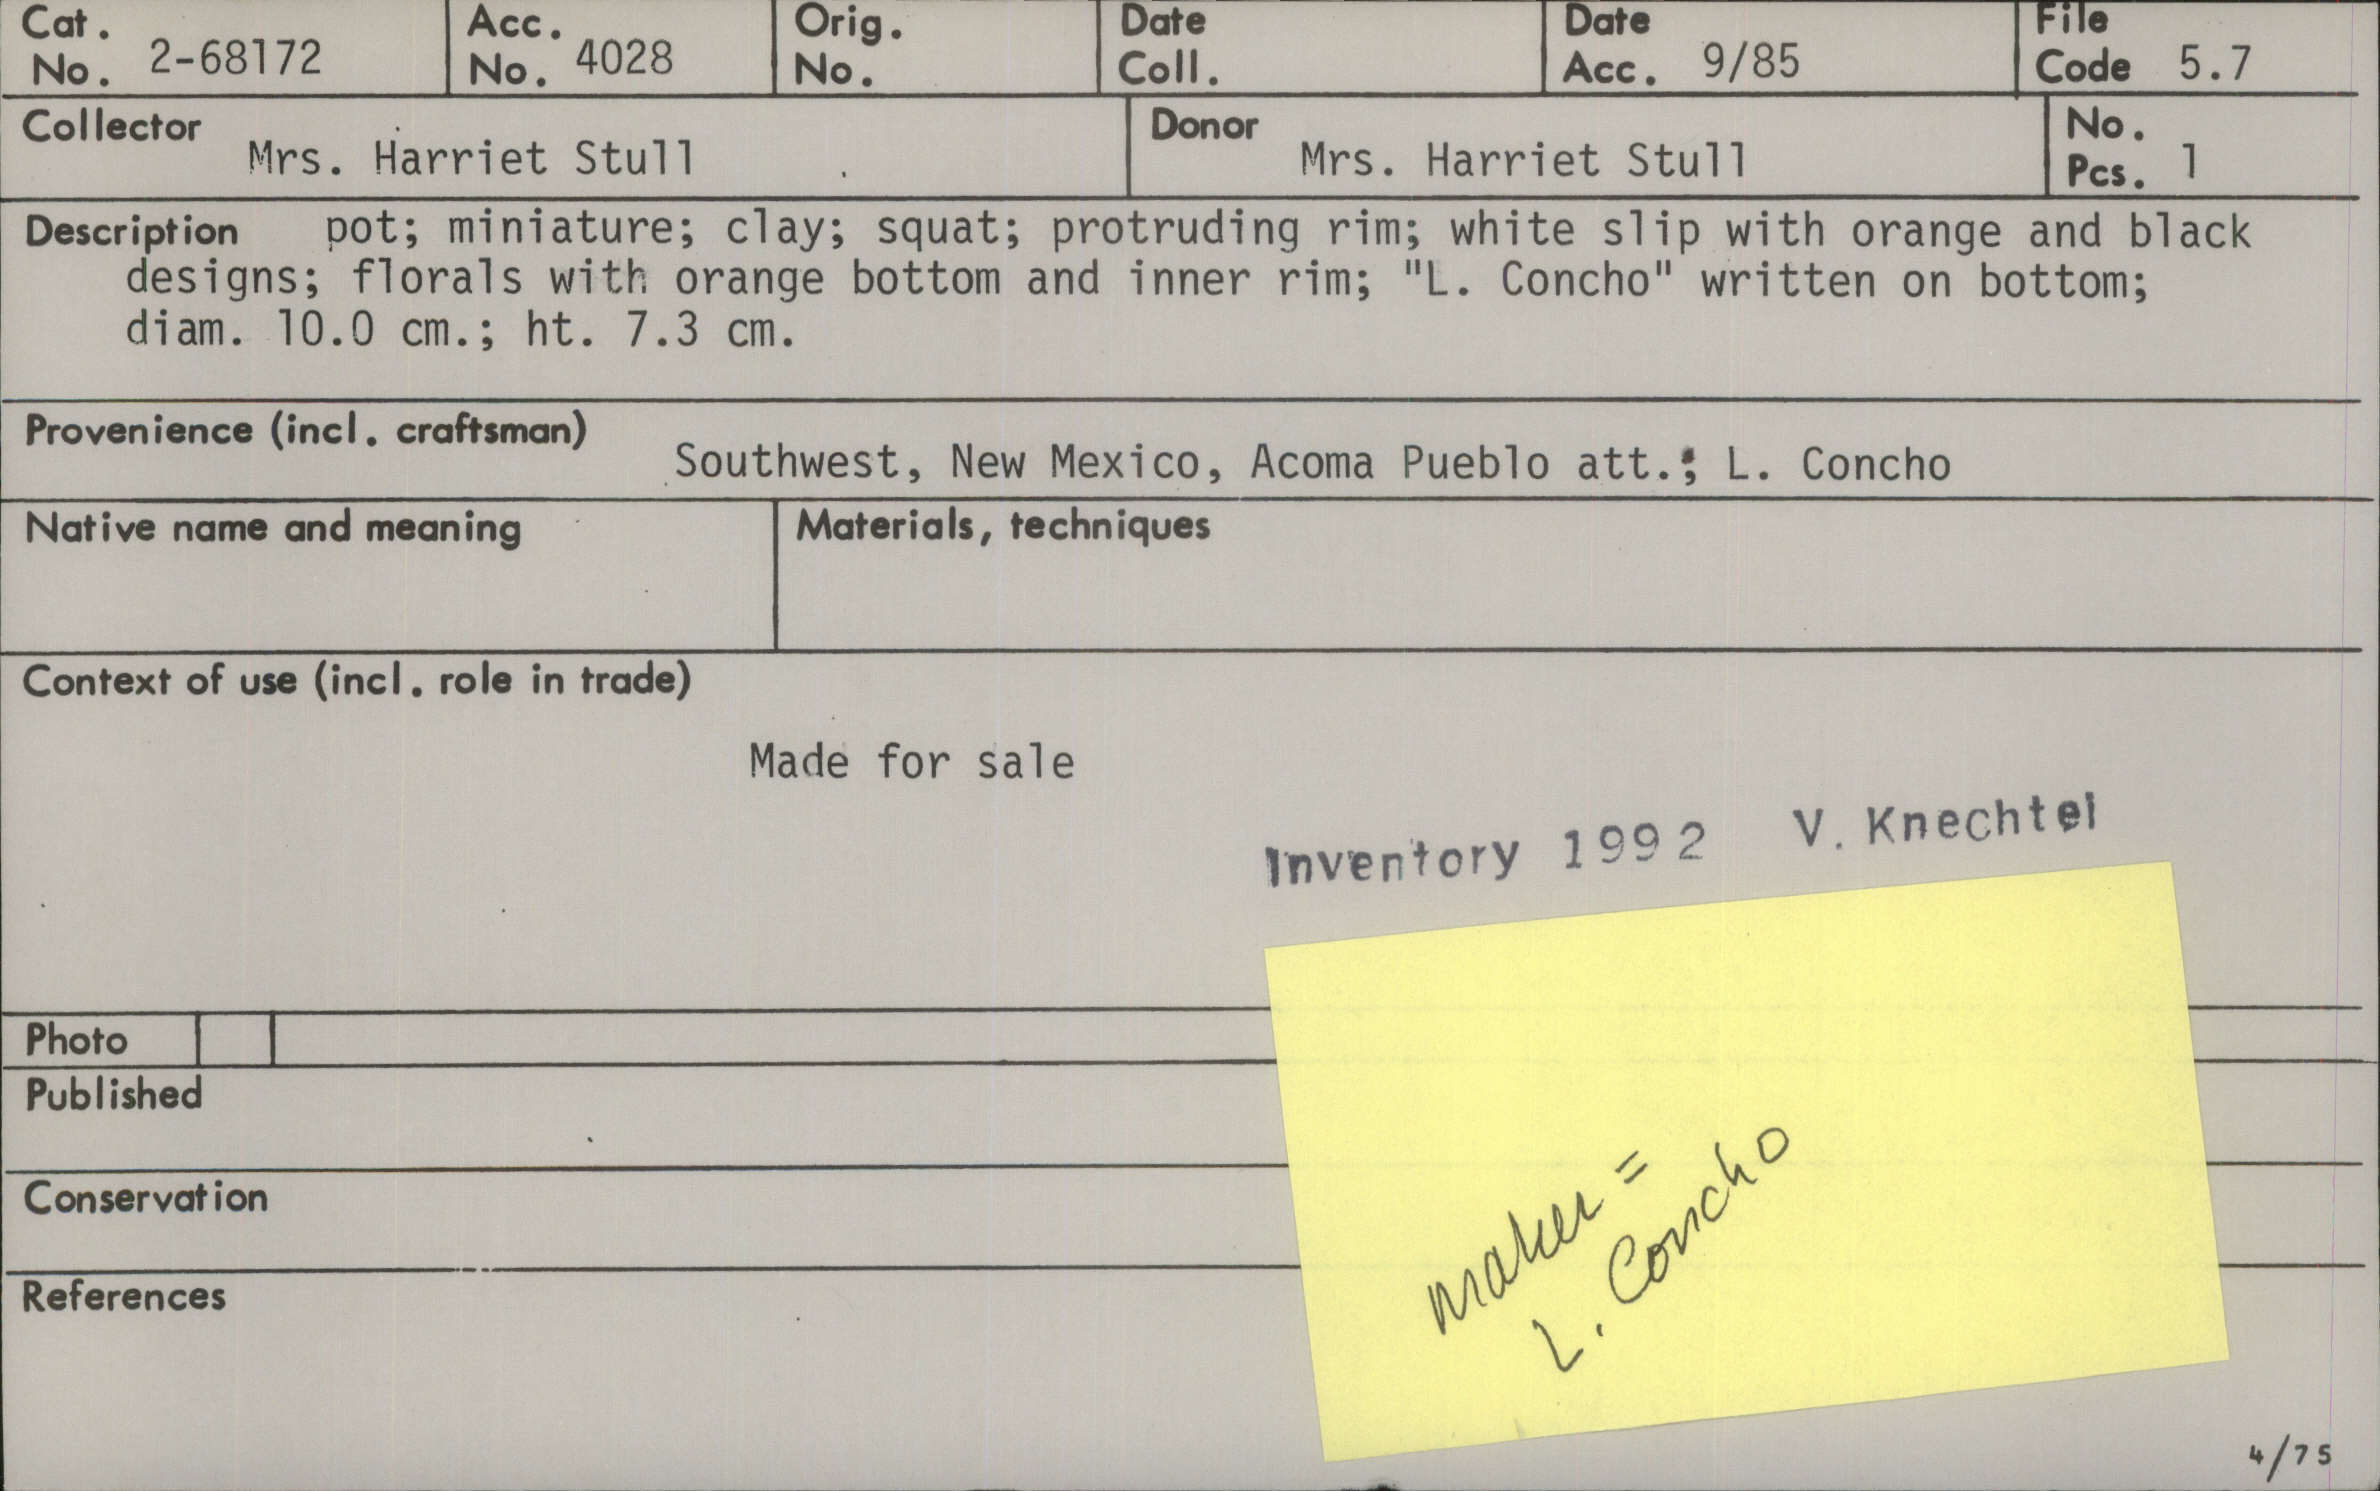 Cat. No. 2-68172
Acc. No. 4028
Orig. No.
Date Coll.
Date Acc. 9/85
File Code 5.7
Collector Mrs. Harriet Stull
Donor Mrs. Harriet Stull
No. Pcs. 1
Description pot; miniature; clay; squat; protruding rim; white slip with orange and black
designs; florals with orange bottom and inner rim; "L. Concho" written on bottom;
diam. 10.0 cm.; ht. 7.3 cm.
Provenience (incl. craftsman) Southwest, New Mexico, Acoma Pueblo att.; L. Concho
Native name and meaning
Materials, techniques
Context of use (incl. role in trade)
Made for sale
Inventory 1992 V. Knechtel
Photo
Published
Conservation
References
maker =
L. Concho
4/75